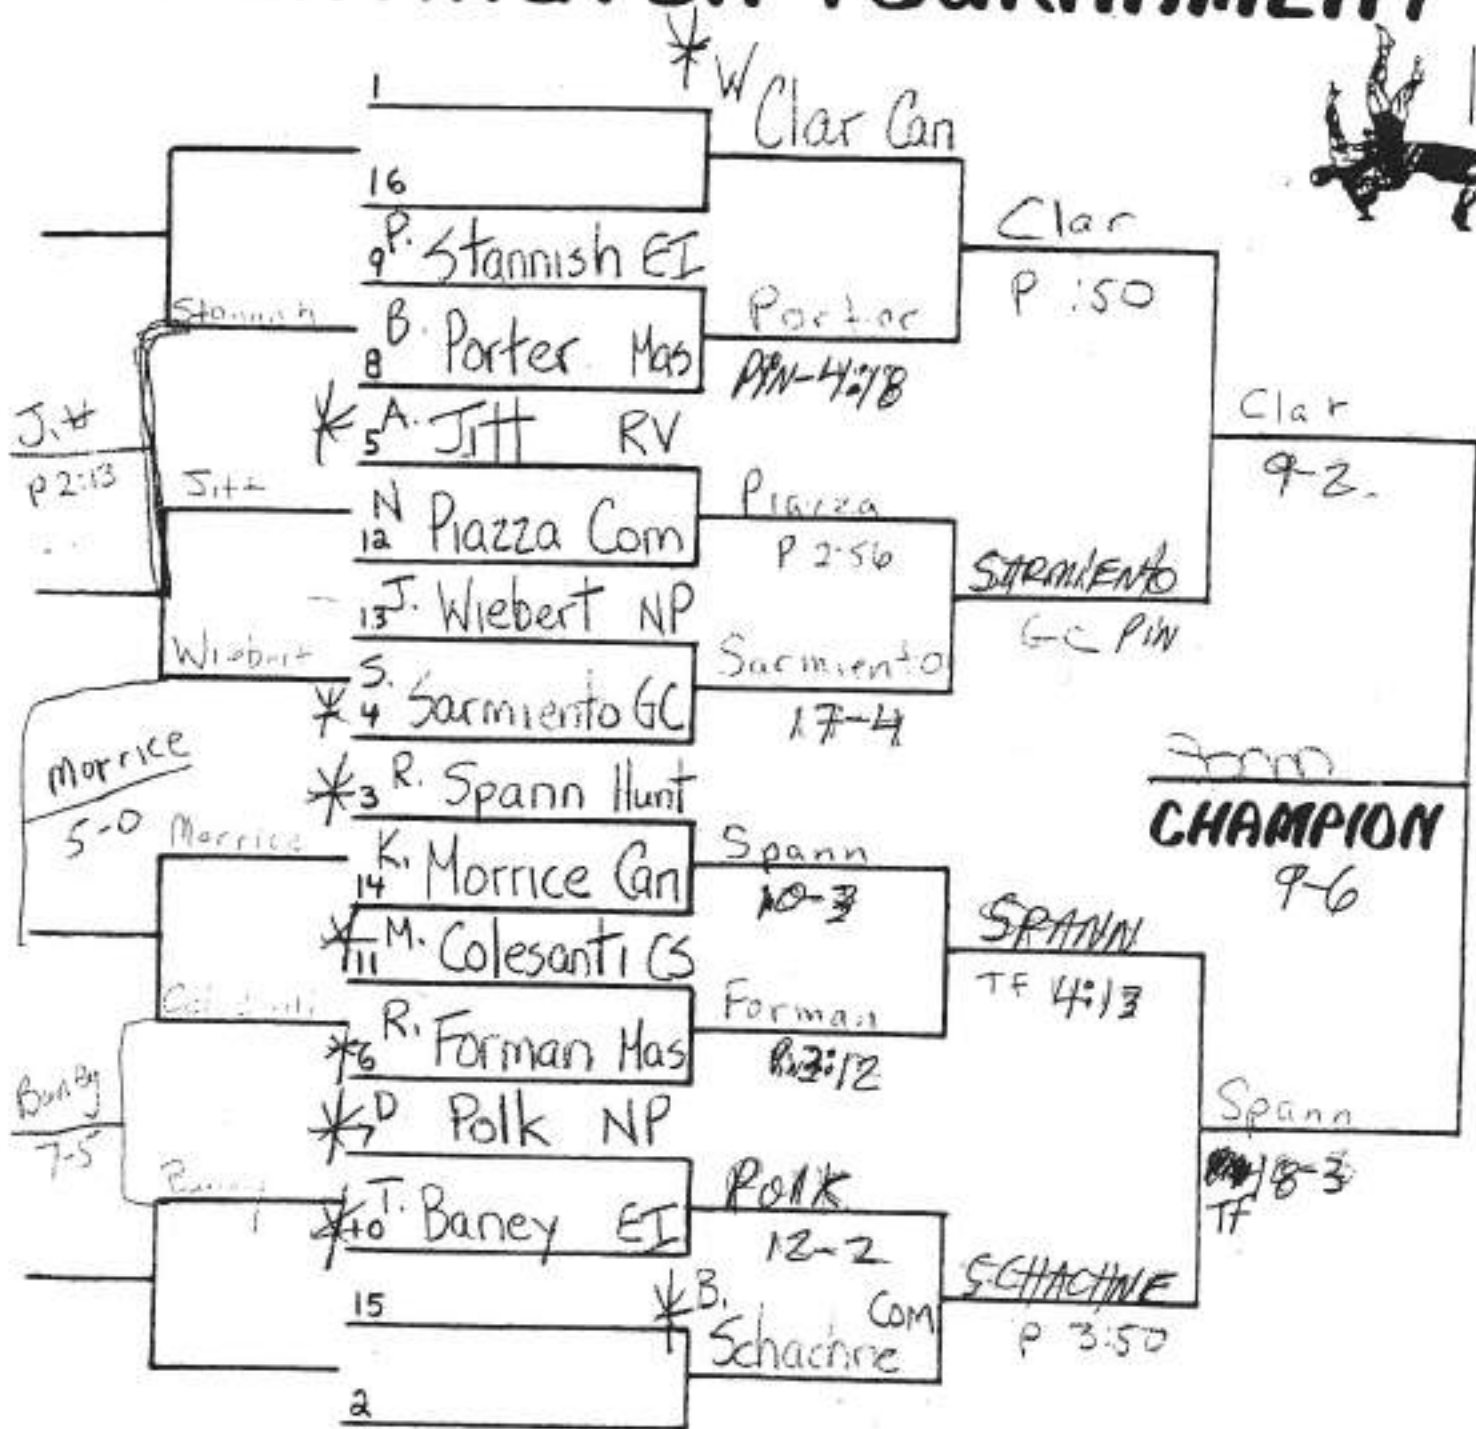 TOURNAMENT
* W Clar Can
1
16
9 P. Stannish EI
8 B. Porter Mas
* 5 A. Jitt RV
N 12 Piazza Com
13 J. Wiebert NP
* S. 4 Sarmiento GC
* 3 R. Spann Hunt
K. 14 Morrice Can
* M. 11 Colesanti CS
* R. 6 Forman Mas
* D 7 Polk NP
* 10 T. Baney EI
15
* B. Schachne Com
2
Porter
PIN-4:18
Piazza
P 2:56
Sarmiento
17-4
Spann
10-3
Forman
3:12
Polk
12-2
Clar
P :50
SARMIENTO
GC PIN
SPANN
TF 4:13
SCHACHNE
P 3:50
Clar
9-2.
Spann
18-3
TF
CHAMPION
9-6
Stannish
Jitt
P 2:13
Wiebert
Morrice
5-0
Morrice
Colesanti
Baney
7-5
Baney